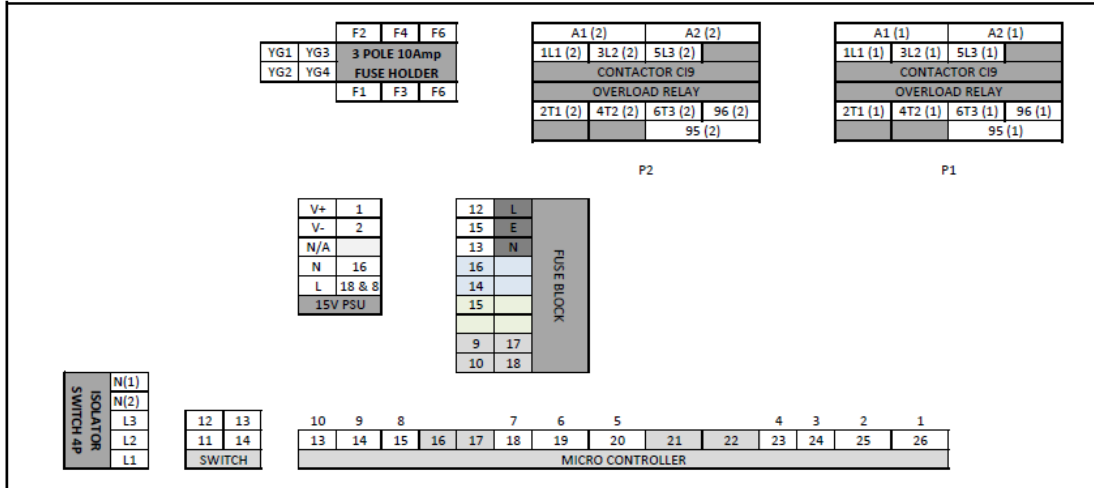 F2 F4 F6 A1 (2) A2 (2) A1 (1) A2 (1)
YG1 YG3 3 POLE 10Amp 1L1 (2) 3L2 (2) 5L3 (2) 1L1 (1) 3L2 (1) 5L3 (1)
YG2 YG4 FUSE HOLDER CONTACTOR CI9 CONTACTOR CI9
F1 F3 F6 OVERLOAD RELAY OVERLOAD RELAY
2T1 (2) 4T2 (2) 6T3 (2) 96 (2) 2T1 (1) 4T2 (1) 6T3 (1) 96 (1)
95 (2) 95 (1)
P2 P1
V+ 1 12 L
V- 2 15 E
N/A 13 N
N 16 16
L 18 & 8 14
15V PSU 15
FUSE BLOCK
9 17
10 18
ISOLATOR
SWITCH 4P
N(1)
N(2)
L3 12 13 10 9 8 7 6 5 4 3 2 1
L2 11 14 13 14 15 16 17 18 19 20 21 22 23 24 25 26
L1 SWITCH MICRO CONTROLLER